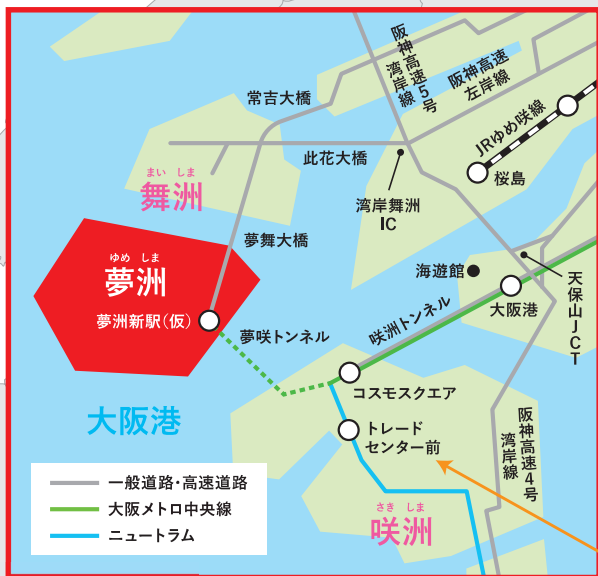 阪神高速5号
湾岸線
阪神高速
左岸線
常吉大橋
JRゆめ咲線
此花大橋
桜島
まい しま
舞洲
湾岸舞洲
IC
夢舞大橋
ゆめ しま
夢洲
海遊館
天保山JCT
大阪港
夢洲新駅（仮）
夢咲トンネル
咲洲トンネル
コスモスクエア
大阪港
トレード
センター前
阪神高速4号
湾岸線
一般道路・高速道路
大阪メトロ中央線
ニュートラム
さき しま
咲洲